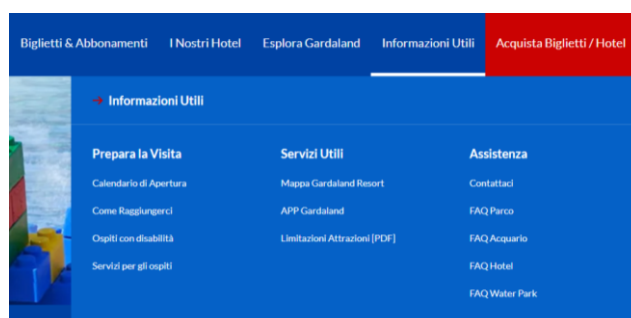 Biglietti & Abbonamenti
I Nostri Hotel
Esplora Gardaland
Informazioni Utili
Acquista Biglietti / Hotel
→ Informazioni Utili
Prepara la Visita
Calendario di Apertura
Come Raggiungerci
Ospiti con disabilità
Servizi per gli ospiti
Servizi Utili
Mappa Gardaland Resort
APP Gardaland
Limitazioni Attrazioni [PDF]
Assistenza
Contattaci
FAQ Parco
FAQ Acquario
FAQ Hotel
FAQ Water Park